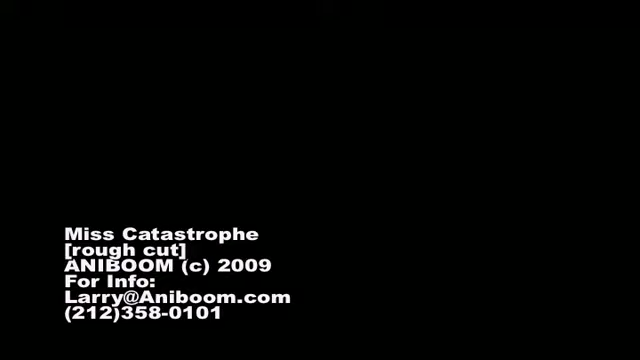 Miss Catastrophe
[rough cut]
ANIBOOM (c) 2009
For Info:
Larry@Aniboom.com
(212)358-0101